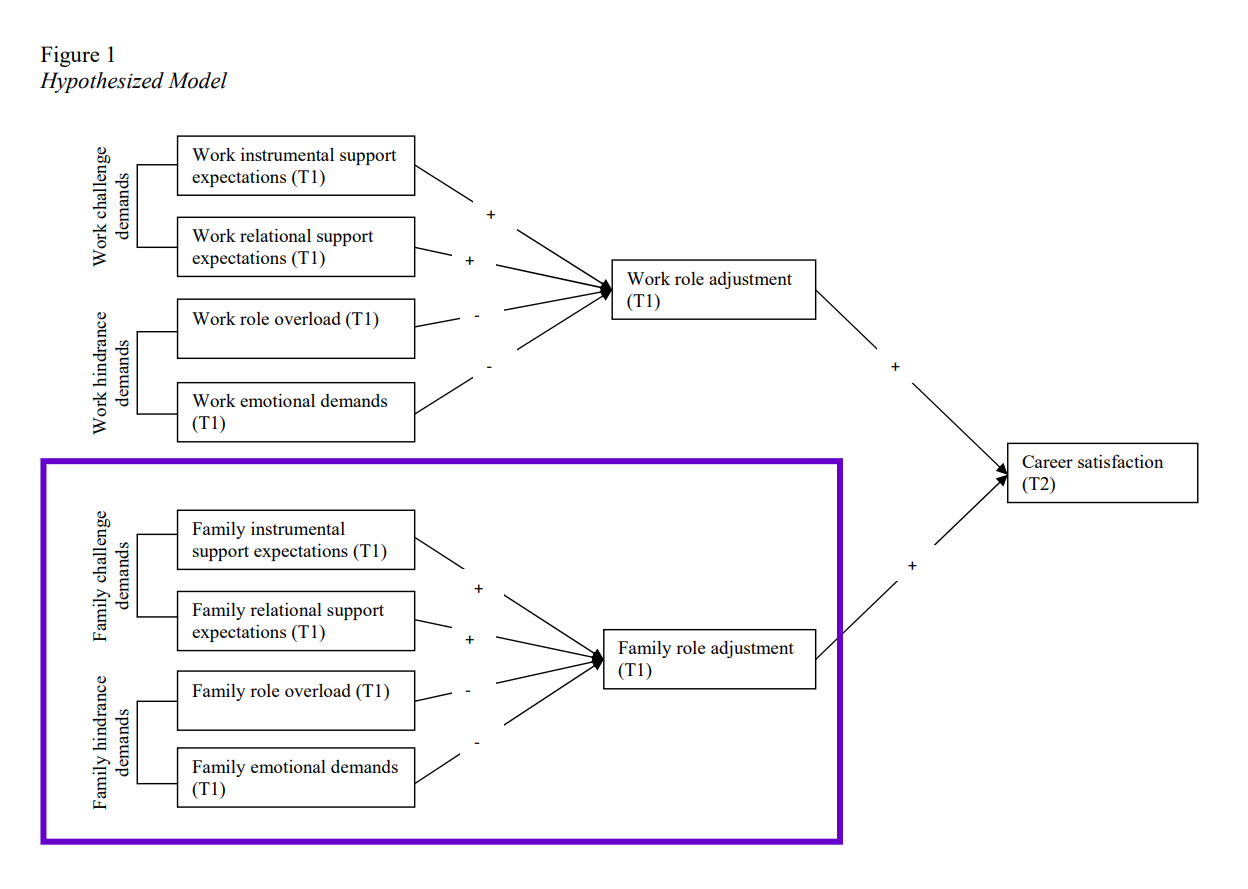 Figure 1
Hypothesized Model
Work challenge
demands
Work instrumental support
expectations (T1)
+
Work relational support
expectations (T1)
+
Work hindrance
demands
Work role overload (T1)
-
Work emotional demands
(T1)
-
Work role adjustment
(T1)
+
Family challenge
demands
Family instrumental
support expectations (T1)
+
Family relational support
expectations (T1)
+
Family hindrance
demands
Family role overload (T1)
-
Family emotional demands
(T1)
-
Family role adjustment
(T1)
+
Career satisfaction
(T2)